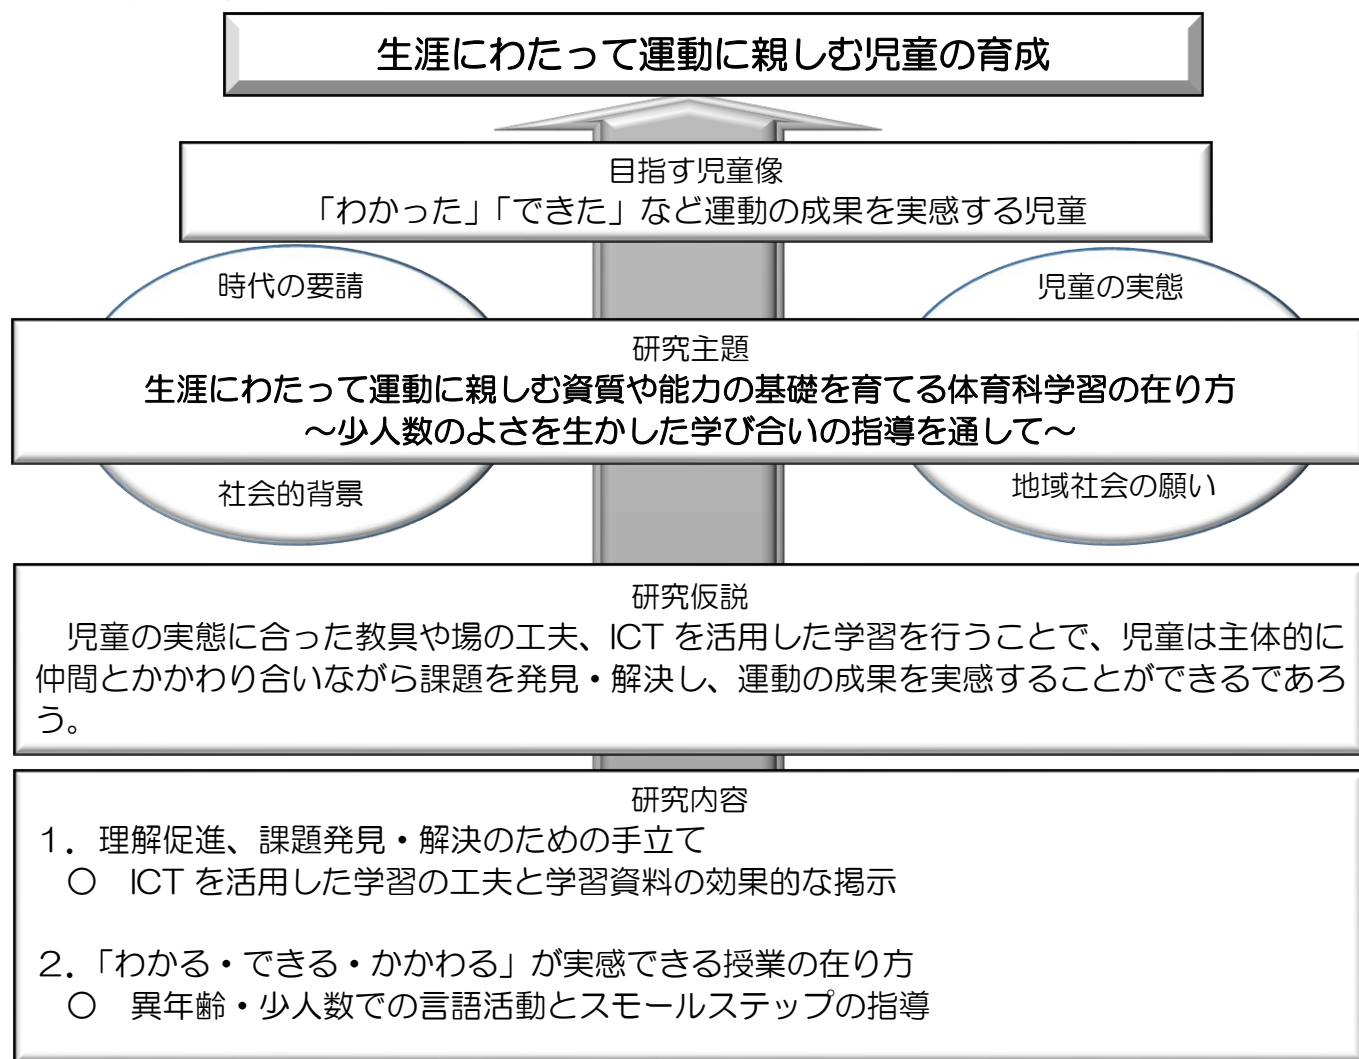 生涯にわたって運動に親しむ児童の育成
目指す児童像
「わかった」「できた」など運動の成果を実感する児童
時代の要請
児童の実態
研究主題
生涯にわたって運動に親しむ資質や能力の基礎を育てる体育科学習の在り方
～少人数のよさを生かした学び合いの指導を通して～
社会的背景
地域社会の願い
研究仮説
児童の実態に合った教具や場の工夫、ICT を活用した学習を行うことで、児童は主体的に
仲間とかかわり合いながら課題を発見・解決し、運動の成果を実感することができるであろ
う。
研究内容
１．理解促進、課題発見・解決のための手立て
○　ICT を活用した学習の工夫と学習資料の効果的な掲示
２．「わかる・できる・かかわる」が実感できる授業の在り方
○　異年齢・少人数での言語活動とスモールステップの指導